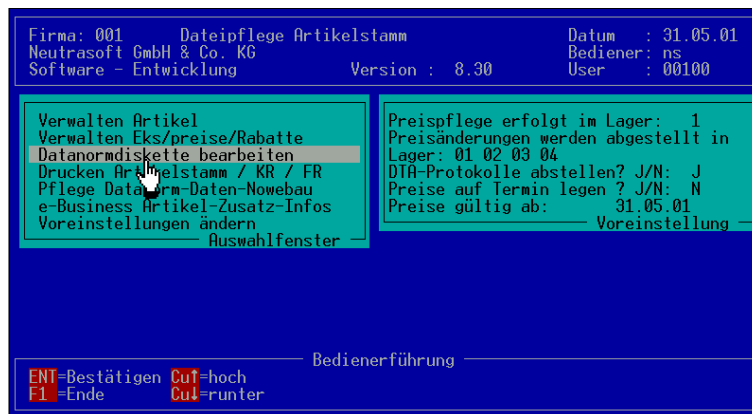 Firma: 001 Dateipflege Artikelstamm Datum : 31.05.01
Neutrasoft GmbH & Co. KG Bediener: ns
Software - Entwicklung Version : 8.30 User : 00100
Verwalten Artikel
Verwalten Eks/preise/Rabatte
Datanormdiskette bearbeiten
Drucken Artikelstamm / KR / FR
Pflege Datanorm-Daten-Nowebau
e-Business Artikel-Zusatz-Infos
Voreinstellungen ändern
Auswahlfenster
Preispflege erfolgt im Lager: 1
Preisänderungen werden abgestellt in
Lager: 01 02 03 04
DTA-Protokolle abstellen? J/N: J
Preise auf Termin legen ? J/N: N
Preise gültig ab: 31.05.01
Voreinstellung
Bedienerführung
ENT=Bestätigen Cu↑=hoch
F1 =Ende Cu↓=runter